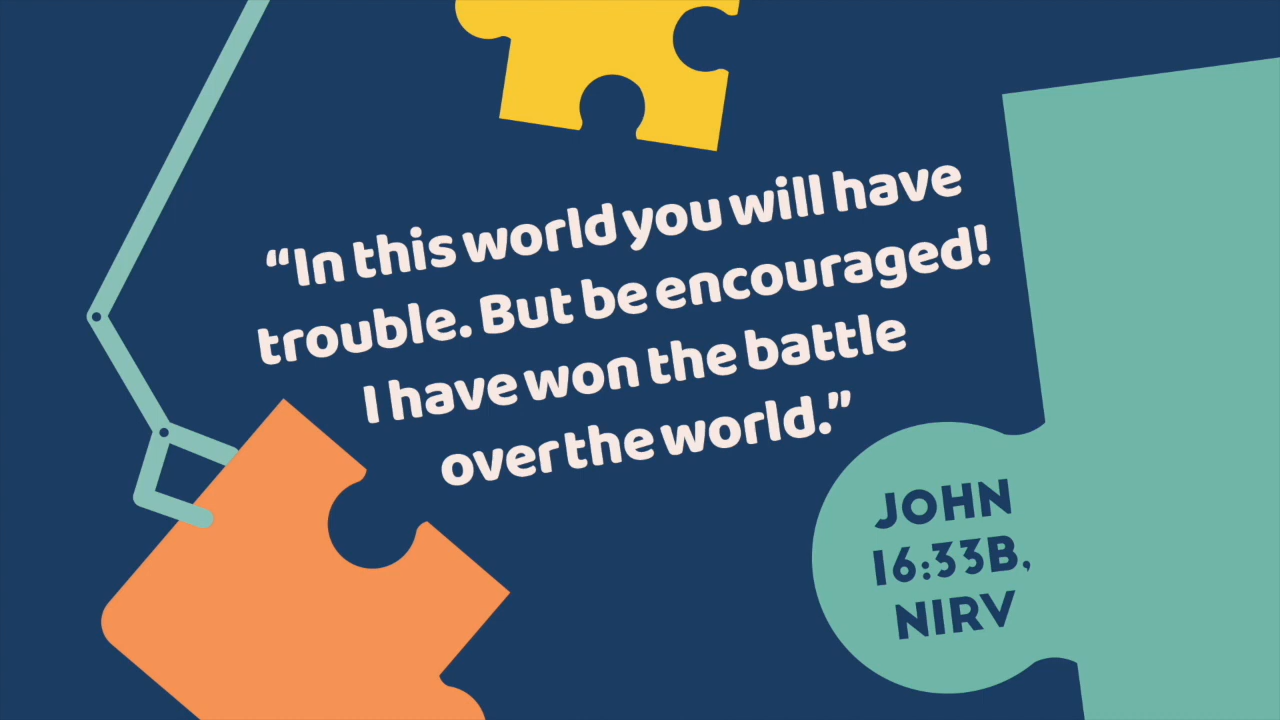 “In this world you will have
trouble. But be encouraged!
I have won the battle
over the world.”
JOHN
16:33B,
NIRV